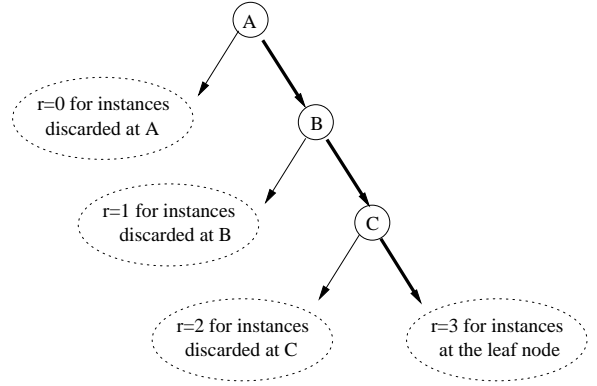 A
r=0 for instances
discarded at A
B
r=1 for instances
discarded at B
C
r=2 for instances
discarded at C
r=3 for instances
at the leaf node